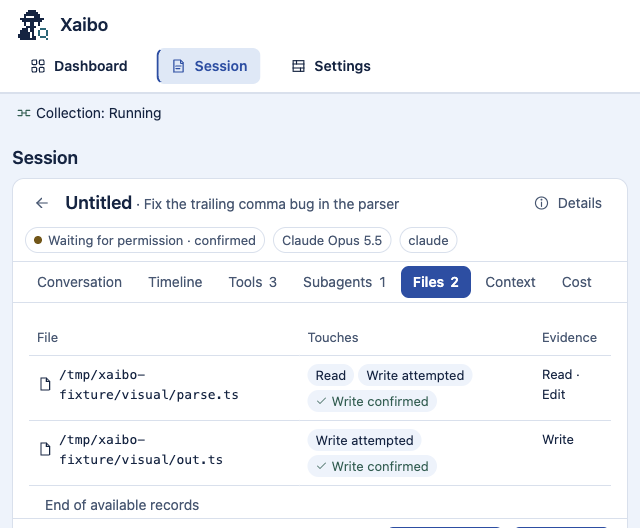 Xaibo
Dashboard
Session
Settings
Collection: Running
Session
Untitled · Fix the trailing comma bug in the parser
Details
Waiting for permission · confirmed
Claude Opus 5.5
claude
Conversation
Timeline
Tools 3
Subagents 1
Files 2
Context
Cost
File
Touches
Evidence
/tmp/xaibo-
fixture/visual/parse.ts
Read
Write attempted
Write confirmed
Read ·
Edit
/tmp/xaibo-
fixture/visual/out.ts
Write attempted
Write confirmed
Write
End of available records